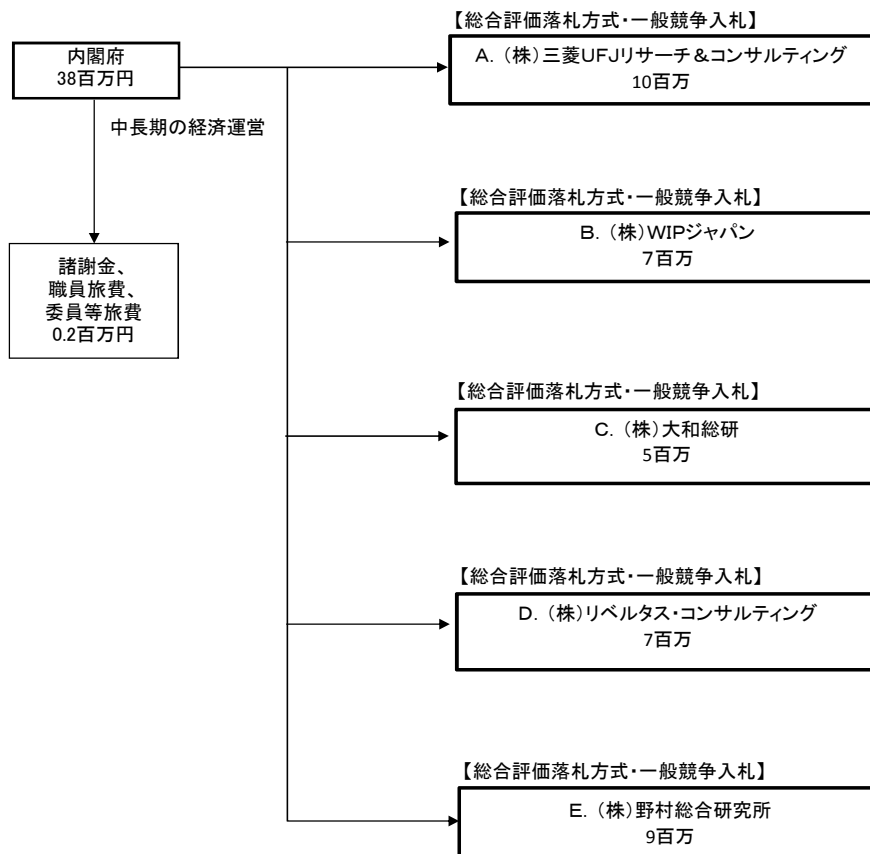 内閣府
38百万円
中長期の経済運営
諸謝金、
職員旅費、
委員等旅費
0.2百万円
【総合評価落札方式・一般競争入札】
A．（株）三菱UFJリサーチ＆コンサルティング
10百万
【総合評価落札方式・一般競争入札】
B．（株）WIPジャパン
7百万
【総合評価落札方式・一般競争入札】
C．（株）大和総研
5百万
【総合評価落札方式・一般競争入札】
D．（株）リベルタス・コンサルティング
7百万
【総合評価落札方式・一般競争入札】
E．（株）野村総合研究所
9百万